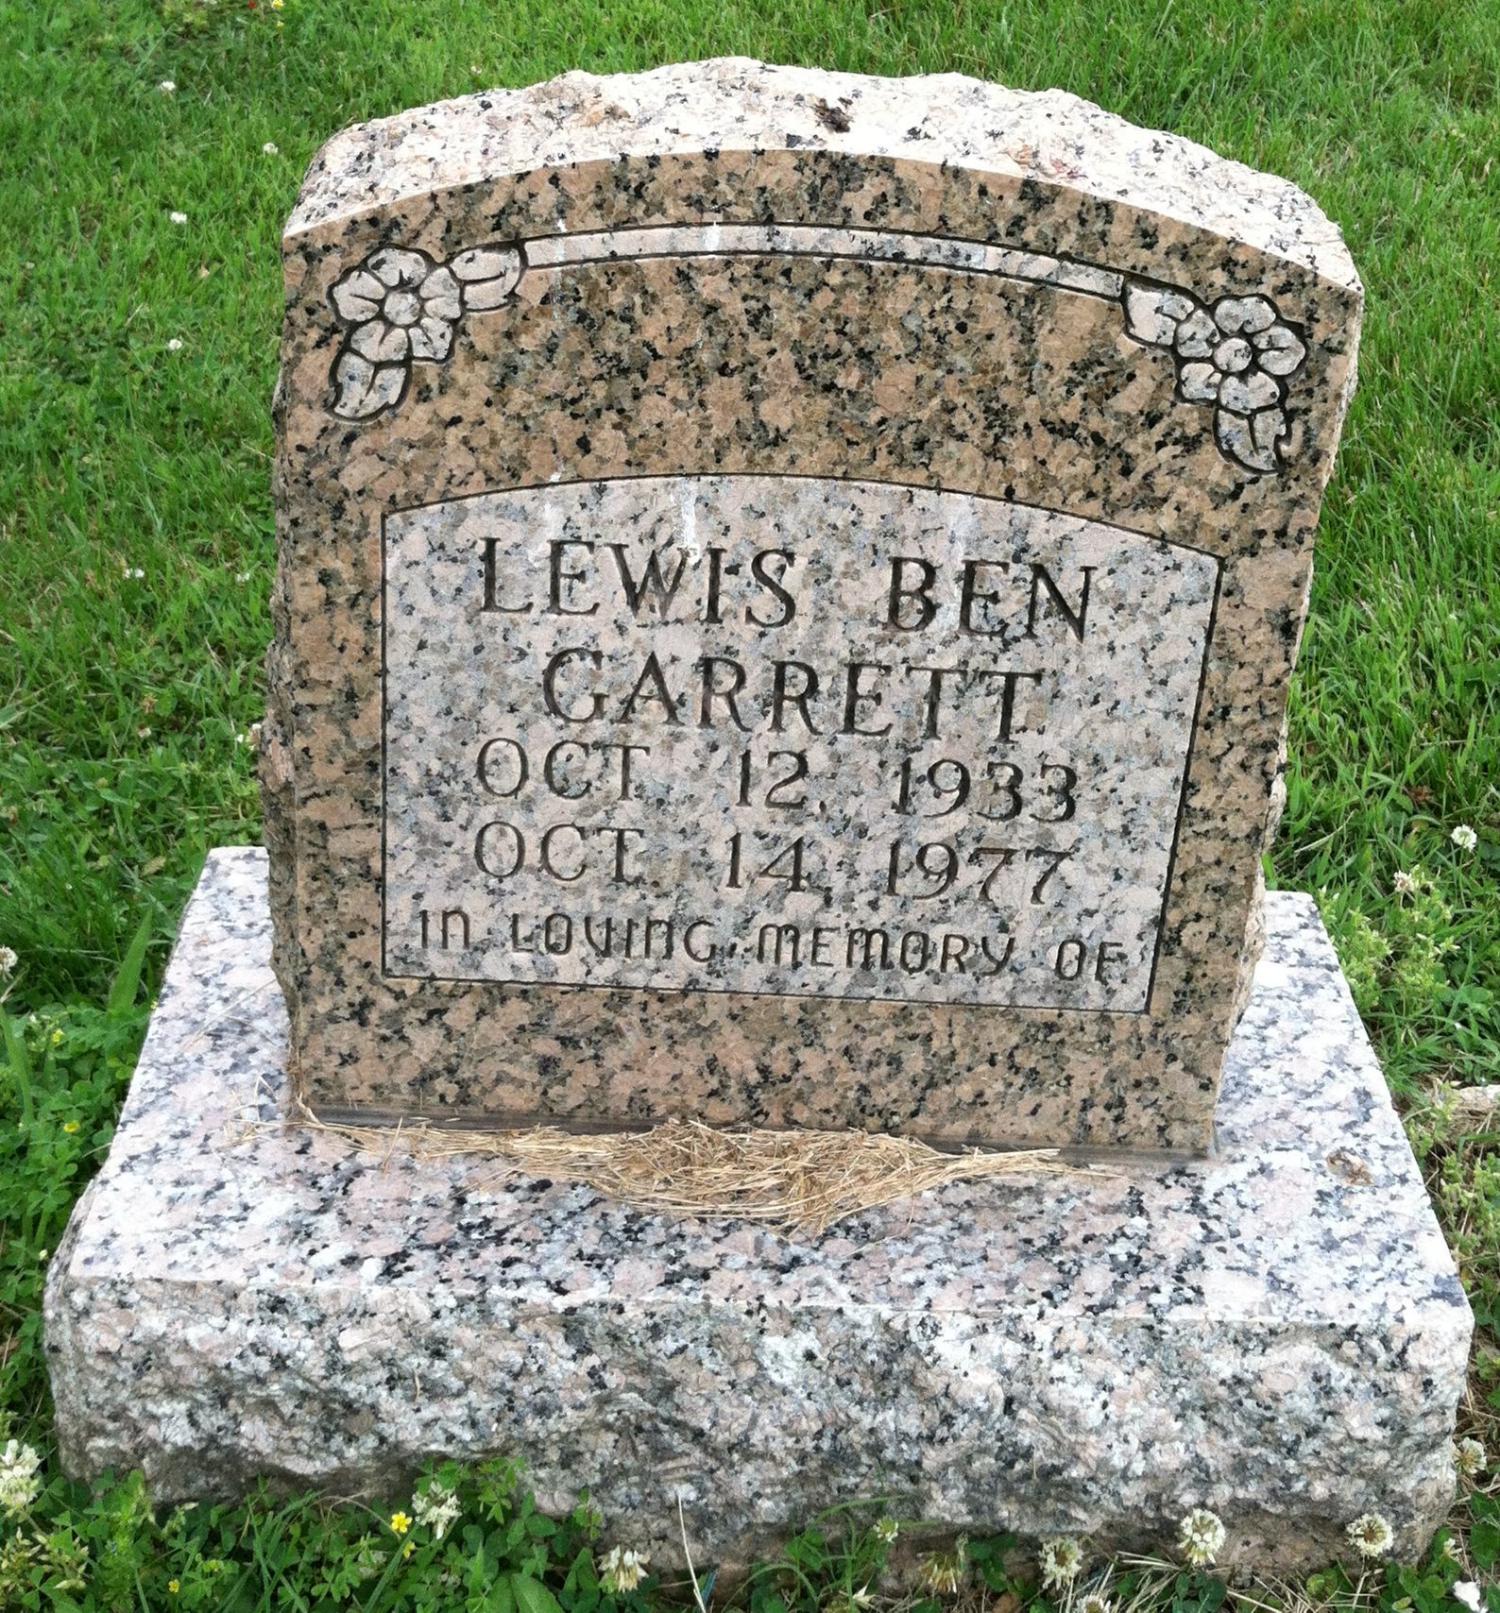 LEWIS BEN
GARRETT
OCT 12, 1933
OCT. 14, 1977
IN LOVING MEMORY OF